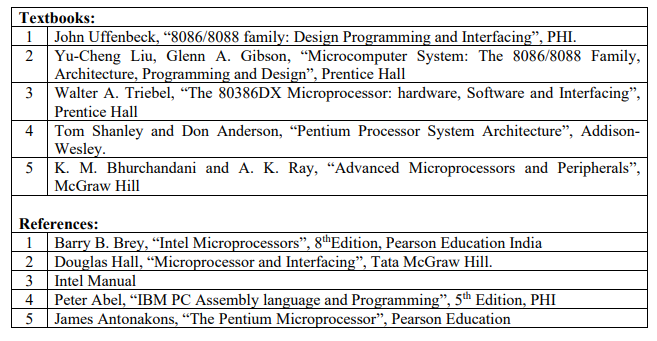 Textbooks:
1 John Uffenbeck, “8086/8088 family: Design Programming and Interfacing”, PHI.
2 Yu-Cheng Liu, Glenn A. Gibson, “Microcomputer System: The 8086/8088 Family,
Architecture, Programming and Design”, Prentice Hall
3 Walter A. Triebel, “The 80386DX Microprocessor: hardware, Software and Interfacing”,
Prentice Hall
4 Tom Shanley and Don Anderson, “Pentium Processor System Architecture”, Addison-
Wesley.
5 K. M. Bhurchandani and A. K. Ray, “Advanced Microprocessors and Peripherals”,
McGraw Hill
References:
1 Barry B. Brey, “Intel Microprocessors”, 8thEdition, Pearson Education India
2 Douglas Hall, “Microprocessor and Interfacing”, Tata McGraw Hill.
3 Intel Manual
4 Peter Abel, “IBM PC Assembly language and Programming”, 5th Edition, PHI
5 James Antonakons, “The Pentium Microprocessor”, Pearson Education